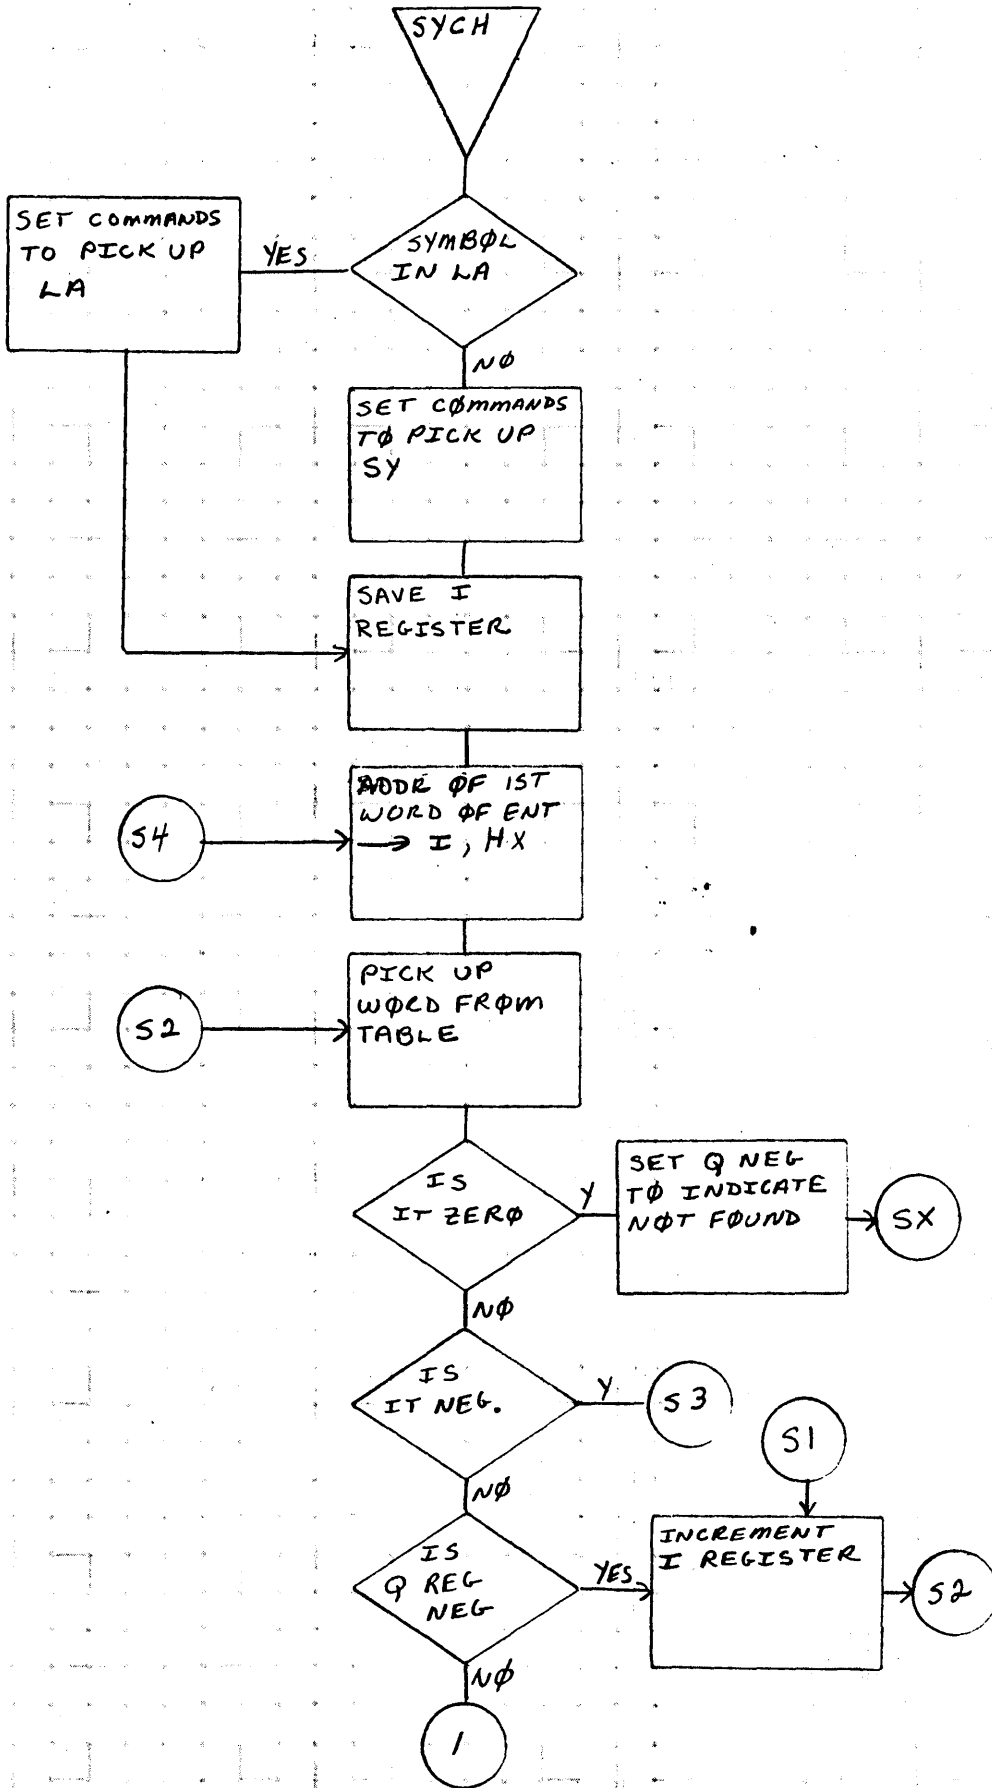 SYCH
SYMBØL
IN LA
YES
SET COMMANDS
TO PICK UP
LA
NØ
SET CØMMANDS
TØ PICK UP
SY
SAVE I
REGISTER
S4
ADDR ØF 1ST
WORD ØF ENT
→ I, HX
S2
PICK UP
WØRD FRØM
TABLE
IS
IT ZERØ
Y
SET Q NEG
TØ INDICATE
NØT FØUND
SX
NØ
IS
IT NEG.
Y
S3
S1
NØ
IS
Q REG
NEG
YES
INCREMENT
I REGISTER
S2
NØ
1